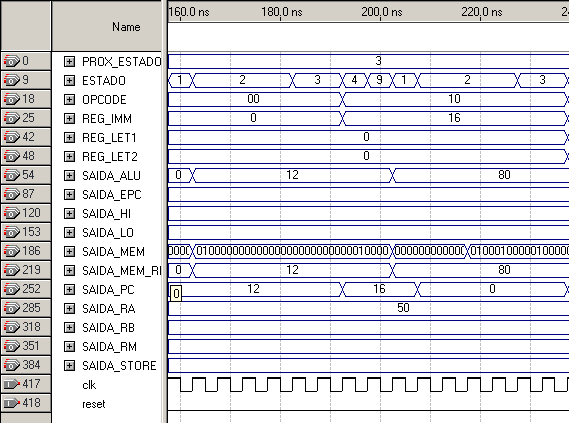 Name
160,0 ns 180,0 ns 200,0 ns 220,0 ns
0 PROX_ESTADO 3
9 ESTADO 1 2 3 4 9 1 2 3
18 OPCODE 00 10
25 REG_IMM 0 16
42 REG_LET1 0
48 REG_LET2 0
54 SAIDA_ALU 0 12 80
87 SAIDA_EPC
120 SAIDA_HI
153 SAIDA_LO
186 SAIDA_MEM
219 SAIDA_MEM_RI 0 12 80
252 SAIDA_PC 0 12 16 0
285 SAIDA_RA 50
318 SAIDA_RB
351 SAIDA_RM
384 SAIDA_STORE
417 clk
418 reset